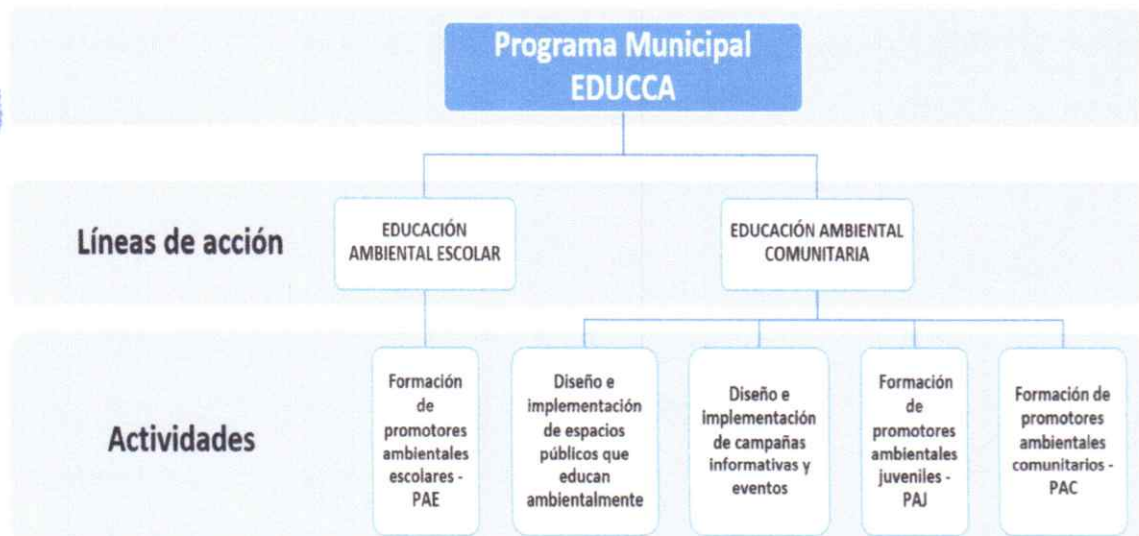 Programa Municipal
EDUCCA
Líneas de acción
EDUCACIÓN
AMBIENTAL ESCOLAR
EDUCACIÓN AMBIENTAL
COMUNITARIA
Actividades
Formación
de
promotores
ambientales
escolares -
PAE
Diseño e
implementación
de espacios
públicos que
educan
ambientalmente
Diseño e
implementación
de campañas
informativas y
eventos
Formación
de
promotores
ambientales
juveniles -
PAJ
Formación de
promotores
ambientales
comunitarios -
PAC